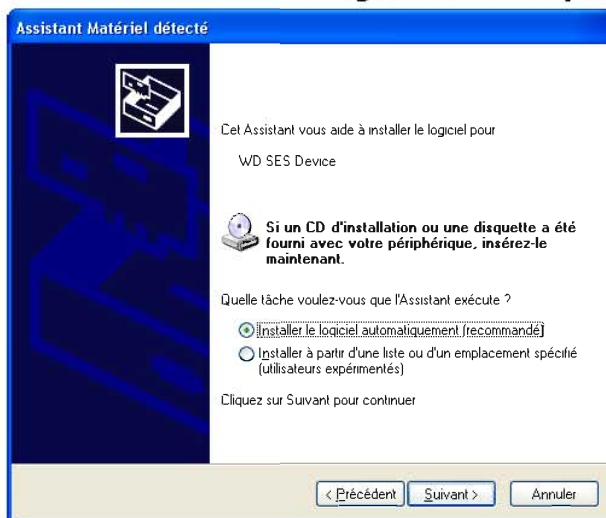 Assistant Matériel détecté
Cet Assistant vous aide à installer le logiciel pour
WD SES Device
Si un CD d'installation ou une disquette a été
fourni avec votre périphérique, insérez-le
maintenant.
Quelle tâche voulez-vous que l'Assistant exécute ?
Installer le logiciel automatiquement (recommandé)
Installer à partir d'une liste ou d'un emplacement spécifié
(utilisateurs expérimentés)
Cliquez sur Suivant pour continuer
< Précédent Suivant > Annuler